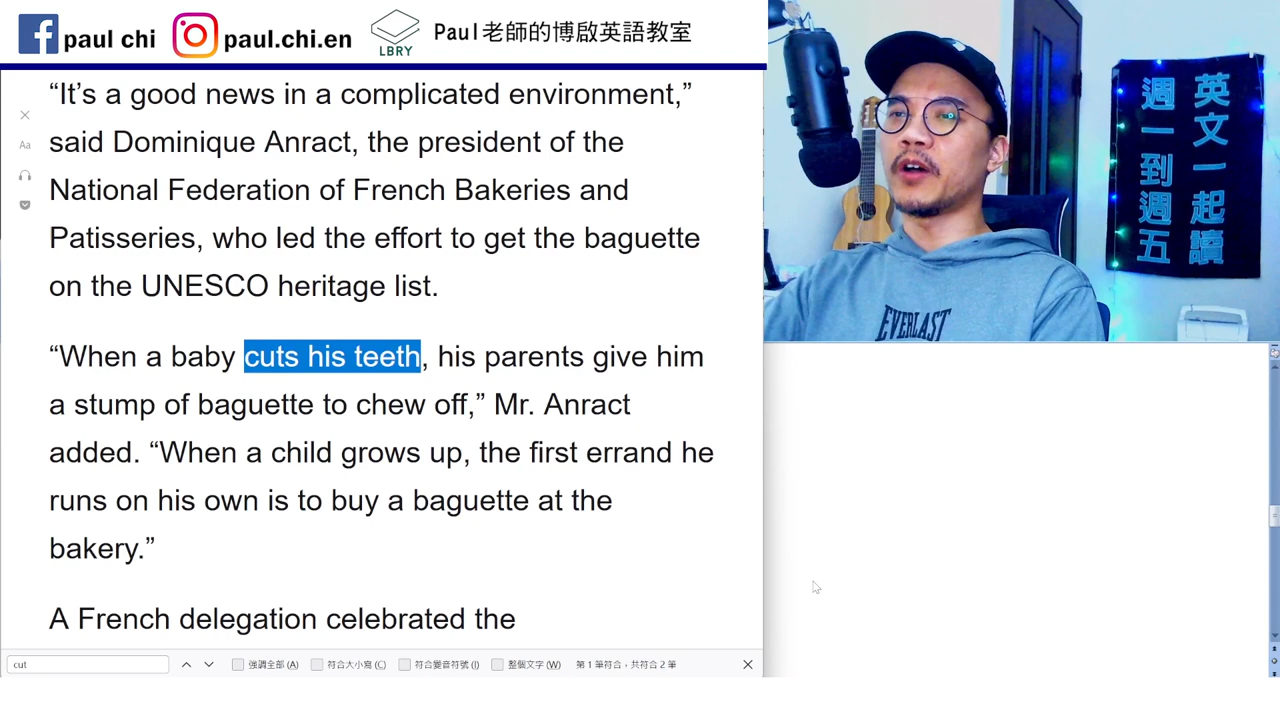 paul chi
paul.chi.en
LBRY
Paul老師的博啟英語教室
“It’s a good news in a complicated environment,”
said Dominique Anract, the president of the
National Federation of French Bakeries and
Patisseries, who led the effort to get the baguette
on the UNESCO heritage list.
“When a baby cuts his teeth, his parents give him
a stump of baguette to chew off,” Mr. Anract
added. “When a child grows up, the first errand he
runs on his own is to buy a baguette at the
bakery.”
A French delegation celebrated the
Aa
cut
強調全部 (A)
符合大小寫 (C)
符合變音符號 (I)
整個文字 (W)
第 1 筆符合，共符合 2 筆
英文一起讀
週一到週五
EVERLAST